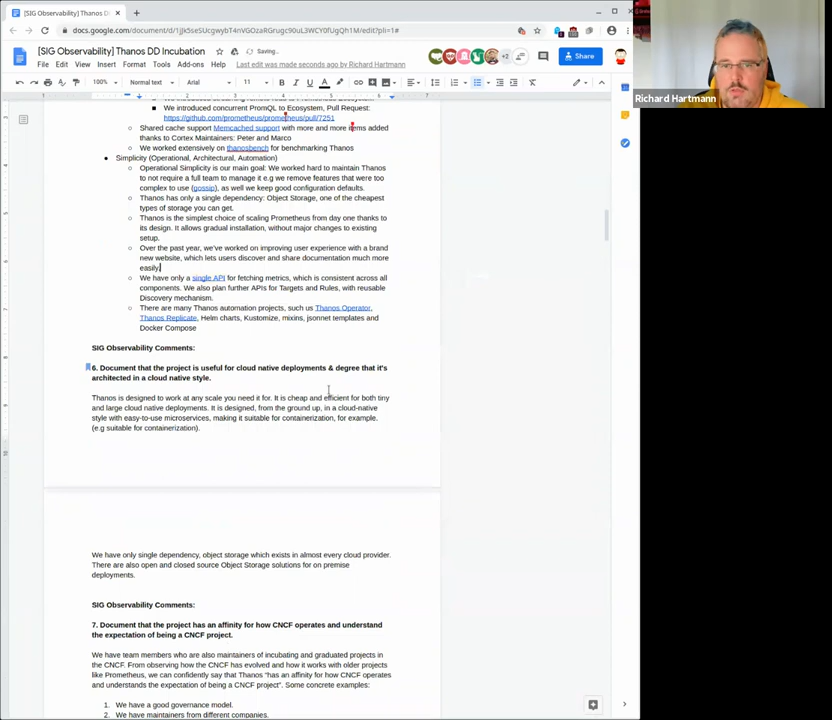 [SIG Observability] Thanos DD Incubation
docs.google.com/document/d/1jJk5seSUcgwybT4nVGOzaRGrugc90uL3WCY0fUgQh1M/edit?pli=1#
[SIG Observability] Thanos DD Incubation
Saving…
+2
Share
File Edit View Insert Format Tools Add-ons Help
Last edit was made seconds ago by Richard Hartmann
100% Normal text Arial 11
Richard Hartmann
We introduced concurrent PromQL to Ecosystem, Pull Request:
https://github.com/prometheus/prometheus/pull/7251
Shared cache support Memcached support with more and more items added
thanks to Cortex Maintainers: Peter and Marco
We worked extensively on thanosbench for benchmarking Thanos
Simplicity (Operational, Architectural, Automation)
Operational Simplicity is our main goal: We worked hard to maintain Thanos
to not require a full team to manage it e.g we remove features that were too
complex to use (gossip), as well we keep good configuration defaults.
Thanos has only a single dependency: Object Storage, one of the cheapest
types of storage you can get.
Thanos is the simplest choice of scaling Prometheus from day one thanks to
its design. It allows gradual installation, without major changes to existing
setup.
Over the past year, we've worked on improving user experience with a brand
new website, which lets users discover and share documentation much more
easily.
We have only a single API for fetching metrics, which is consistent across all
components. We also plan further APIs for Targets and Rules, with reusable
Discovery mechanism.
There are many Thanos automation projects, such us Thanos Operator,
Thanos Replicate, Helm charts, Kustomize, mixins, jsonnet templates and
Docker Compose
SIG Observability Comments:
6. Document that the project is useful for cloud native deployments & degree that it's
architected in a cloud native style.
Thanos is designed to work at any scale you need it for. It is cheap and efficient for both tiny
and large cloud native deployments. It is designed, from the ground up, in a cloud-native
style with easy-to-use microservices, making it suitable for containerization, for example.
(e.g suitable for containerization).
We have only single dependency, object storage which exists in almost every cloud provider.
There are also open and closed source Object Storage solutions for on premise
deployments.
SIG Observability Comments:
7. Document that the project has an affinity for how CNCF operates and understand
the expectation of being a CNCF project.
We have team members who are also maintainers of incubating and graduated projects in
the CNCF. From observing how the CNCF has evolved and how it works with older projects
like Prometheus, we can confidently say that Thanos "has an affinity for how CNCF operates
and understands the expectation of being a CNCF project". Some concrete examples:
1. We have a good governance model.
2. We have maintainers from different companies.